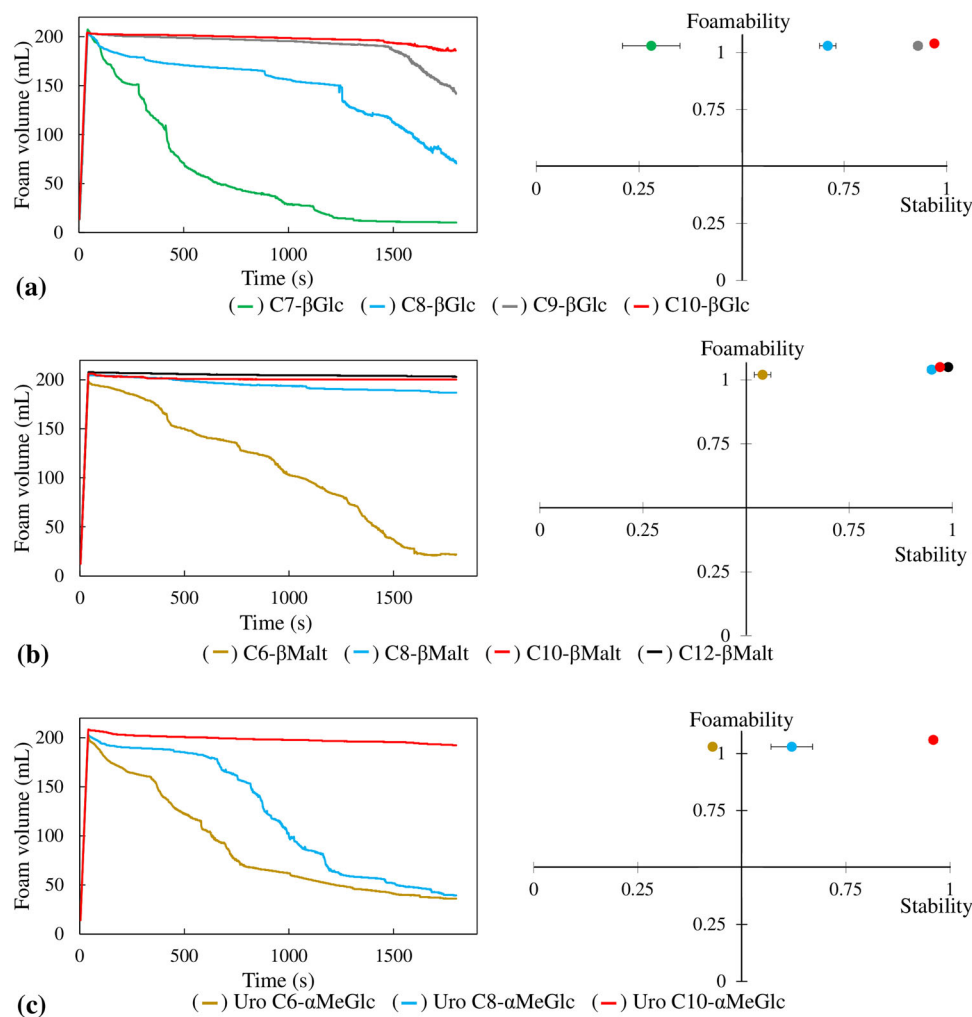 Foam volume (mL)
200
150
100
50
0
0 500 1000 1500
Time (s)
Foamability
1
0.75
0 0.25 0.75 1
Stability
0.25
0
(a)
(–) C7-βGlc (–) C8-βGlc (–) C9-βGlc (–) C10-βGlc
Foam volume (mL)
200
150
100
50
0
0 500 1000 1500
Time (s)
Foamability
1
0.75
0 0.25 0.75 1
Stability
0.25
0
(b)
(–) C6-βMalt (–) C8-βMalt (–) C10-βMalt (–) C12-βMalt
Foam volume (mL)
200
150
100
50
0
0 500 1000 1500
Time (s)
Foamability
1
0.75
0 0.25 0.75 1
Stability
0.25
0
(c)
(–) Uro C6-αMeGlc (–) Uro C8-αMeGlc (–) Uro C10-αMeGlc